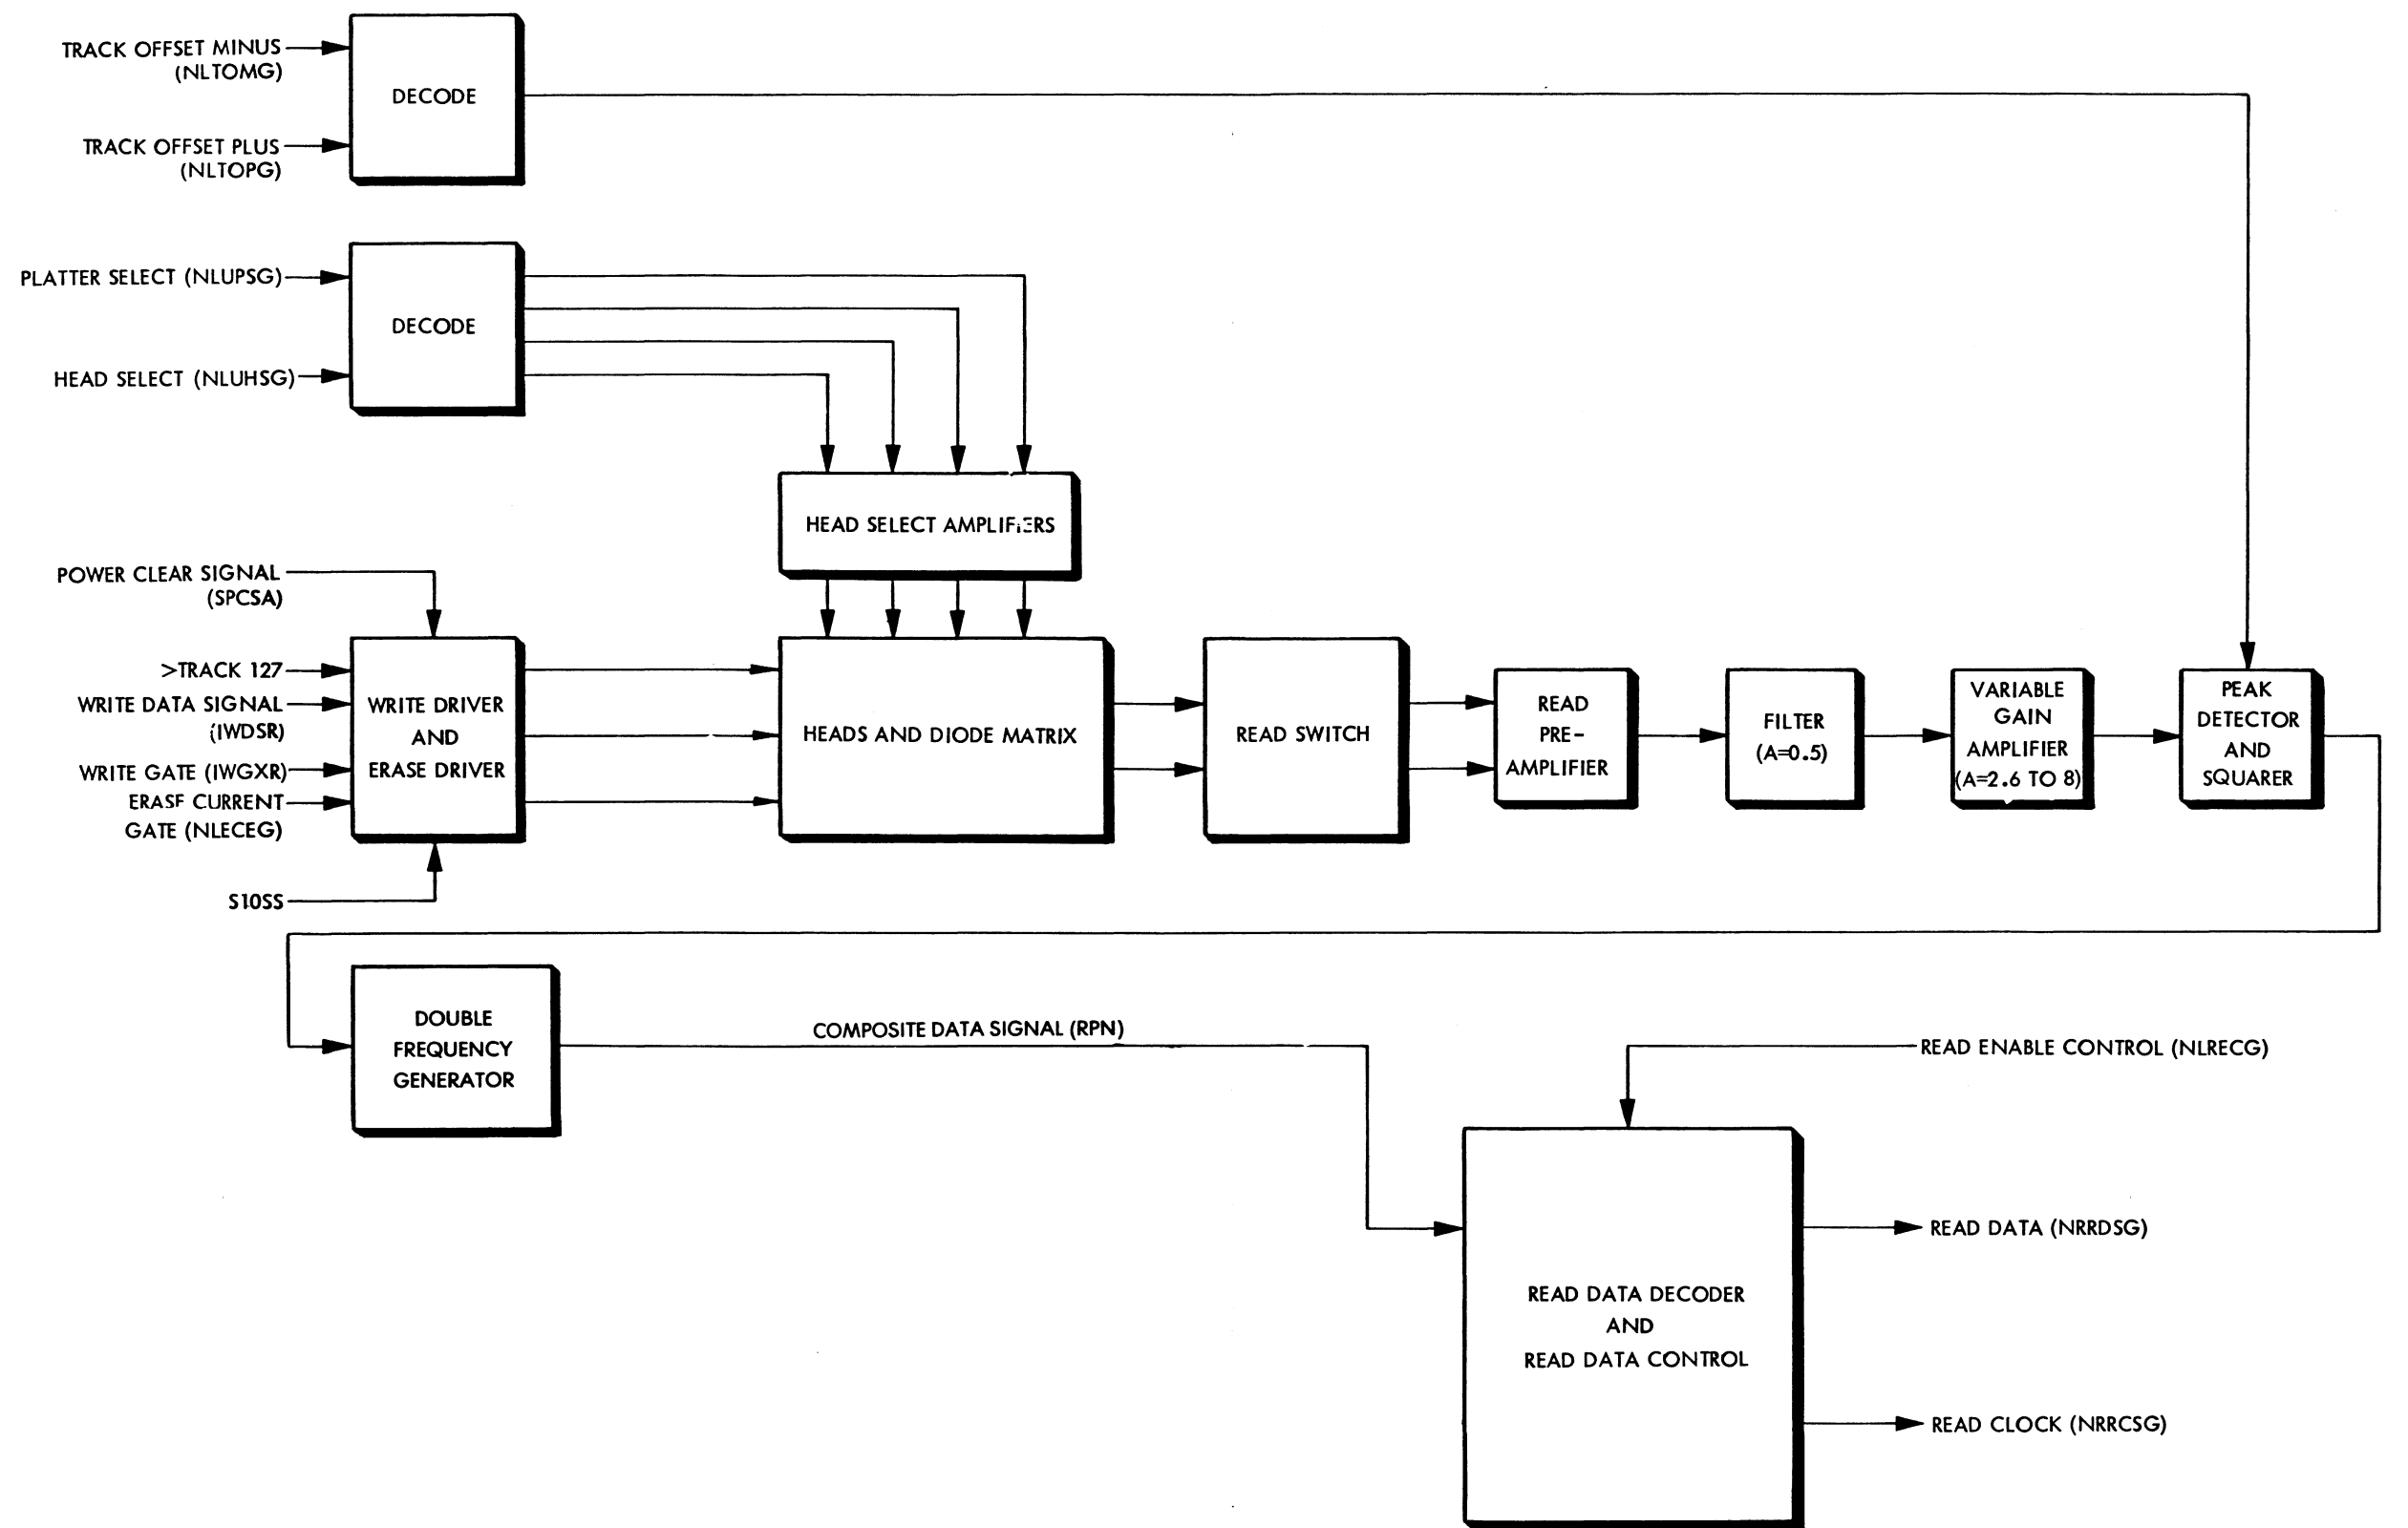 TRACK OFFSET MINUS
(NLTOMG)
DECODE
TRACK OFFSET PLUS
(NLTOPG)
PLATTER SELECT (NLUPSG)
DECODE
HEAD SELECT (NLUHSG)
HEAD SELECT AMPLIFIERS
POWER CLEAR SIGNAL
(SPCSA)
>TRACK 127
WRITE DATA SIGNAL
(IWDSR)
WRITE GATE (IWGXR)
ERASE CURRENT
GATE (NLECEG)
S10SS
WRITE DRIVER
AND
ERASE DRIVER
HEADS AND DIODE MATRIX
READ SWITCH
READ
PRE-
AMPLIFIER
FILTER
(A=0.5)
VARIABLE
GAIN
AMPLIFIER
(A=2.6 TO 8)
PEAK
DETECTOR
AND
SQUARER
DOUBLE
FREQUENCY
GENERATOR
COMPOSITE DATA SIGNAL (RPN)
READ ENABLE CONTROL (NLRECG)
READ DATA DECODER
AND
READ DATA CONTROL
READ DATA (NRRDSG)
READ CLOCK (NRRCSG)